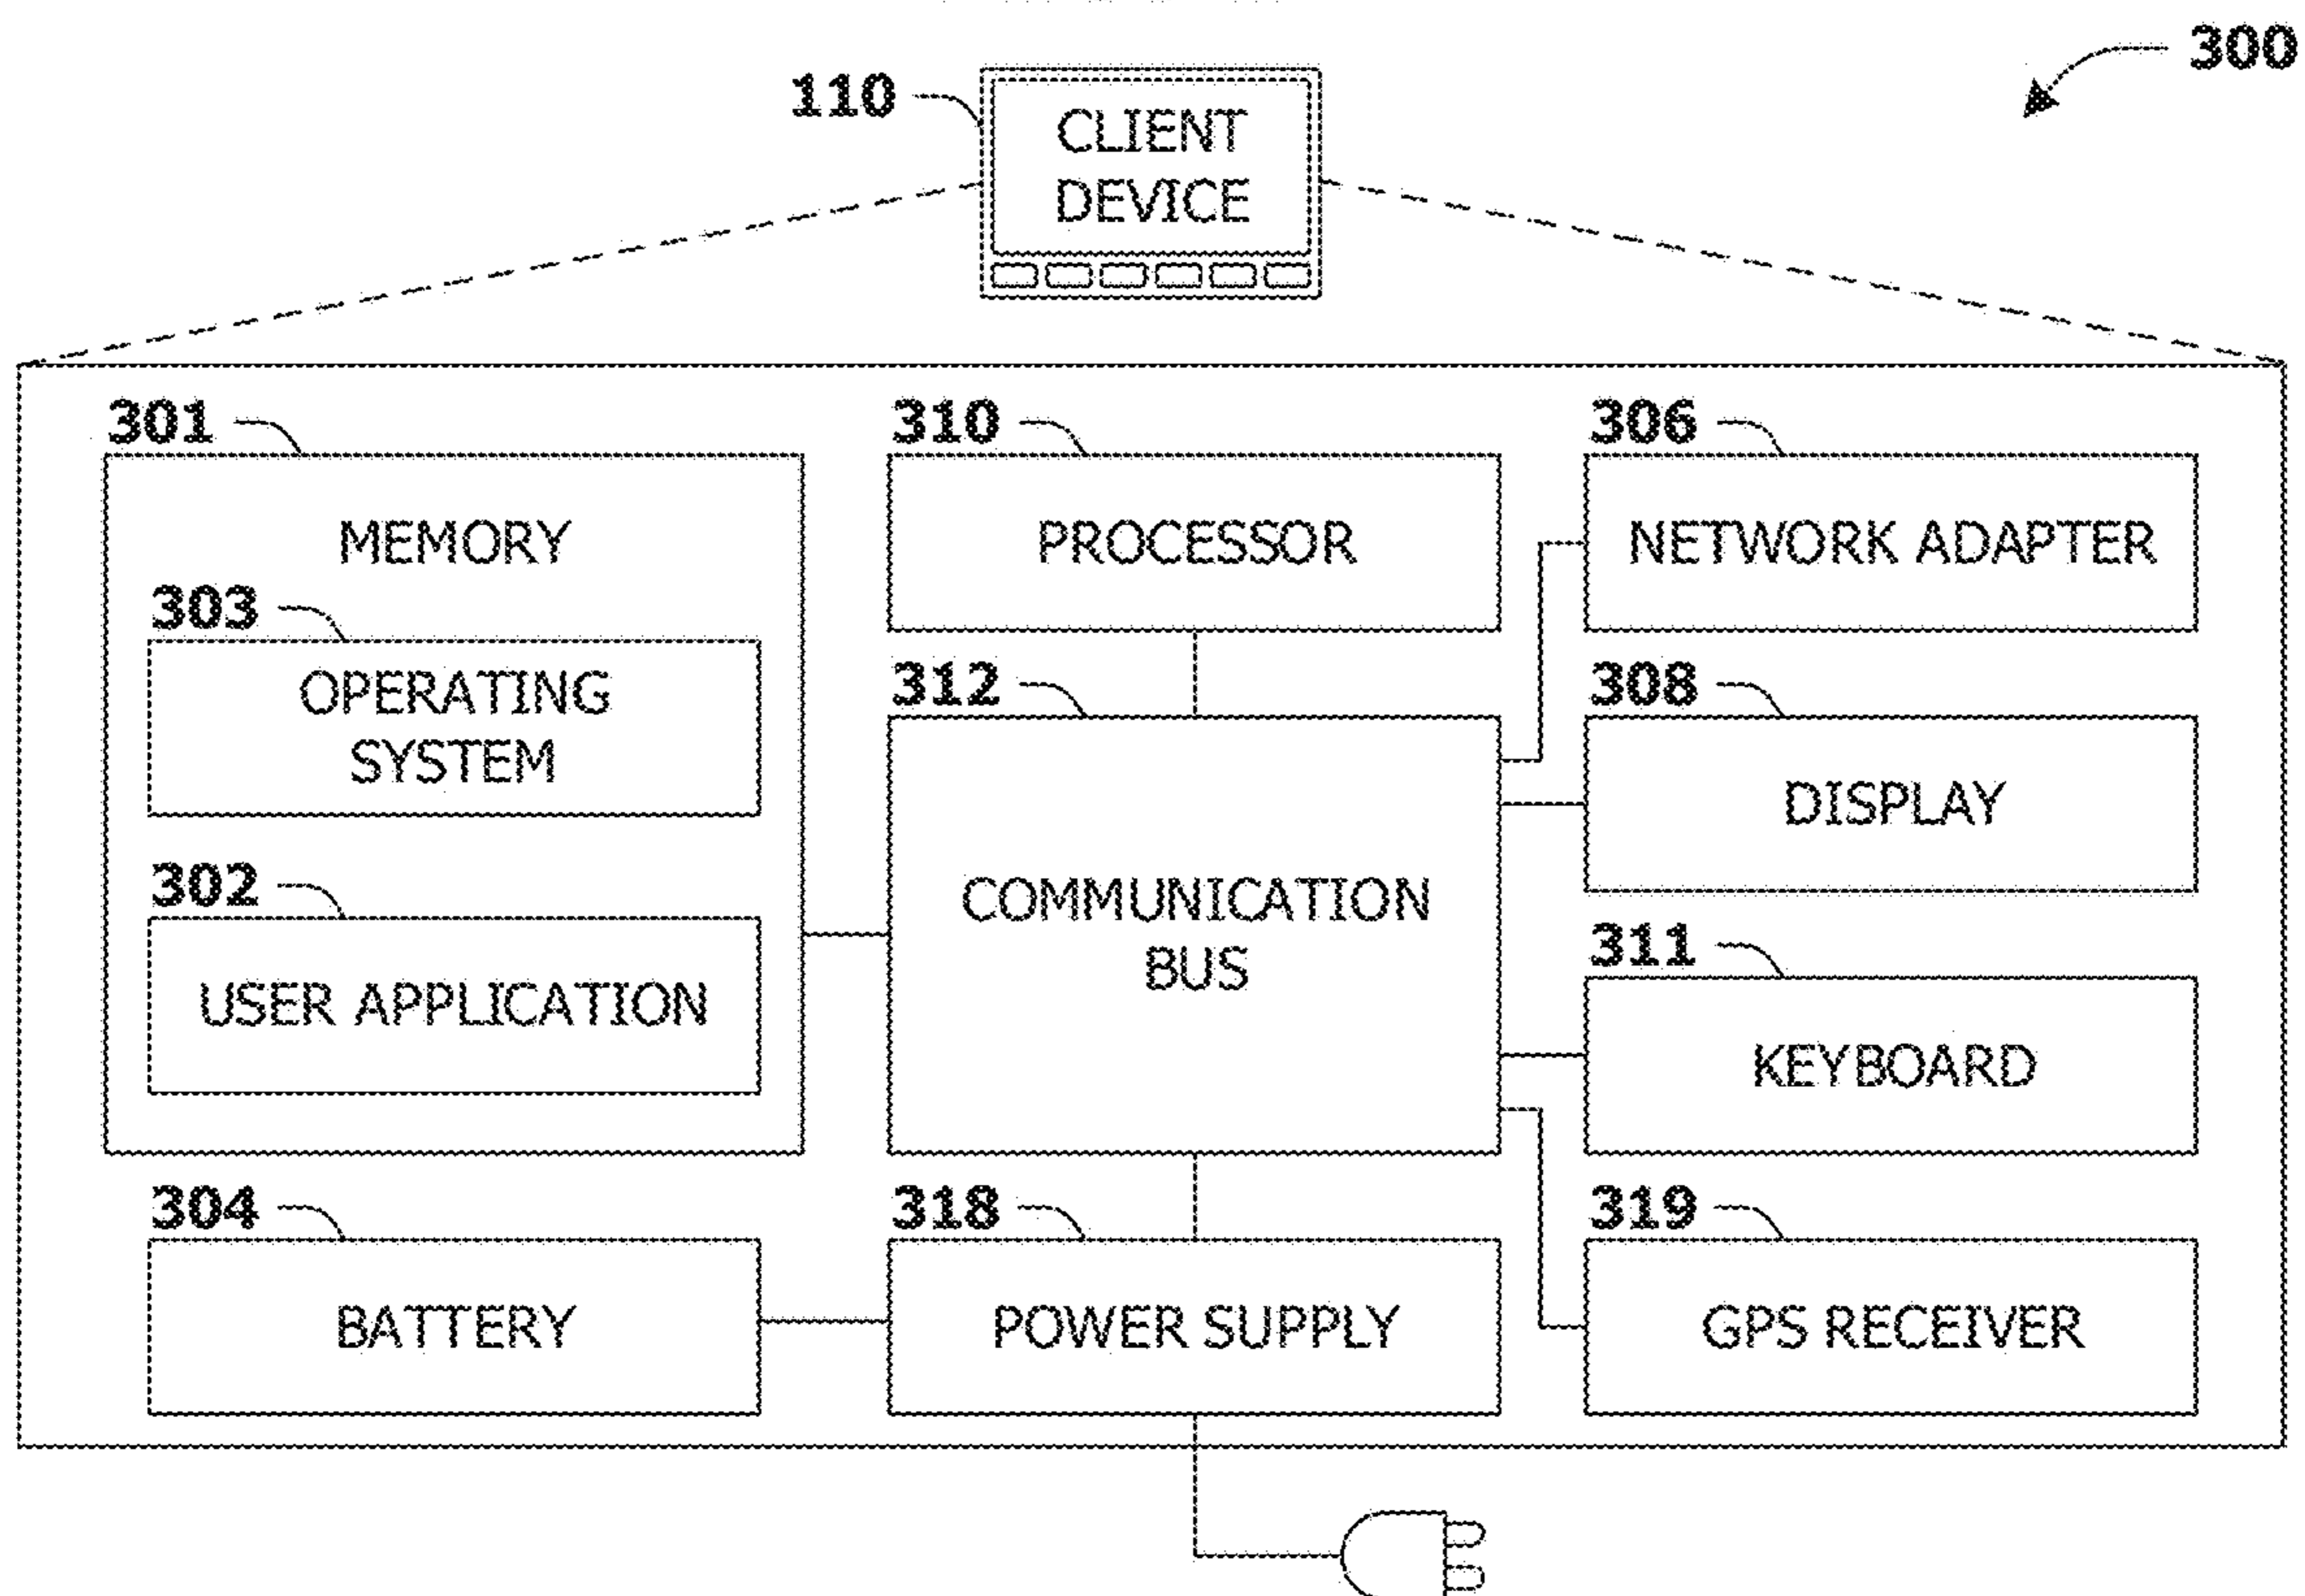 300
110
CLIENT
DEVICE
301
310
306
MEMORY
PROCESSOR
NETWORK ADAPTER
303
OPERATING
SYSTEM
312
308
DISPLAY
302
USER APPLICATION
COMMUNICATION
BUS
311
KEYBOARD
304
318
319
BATTERY
POWER SUPPLY
GPS RECEIVER